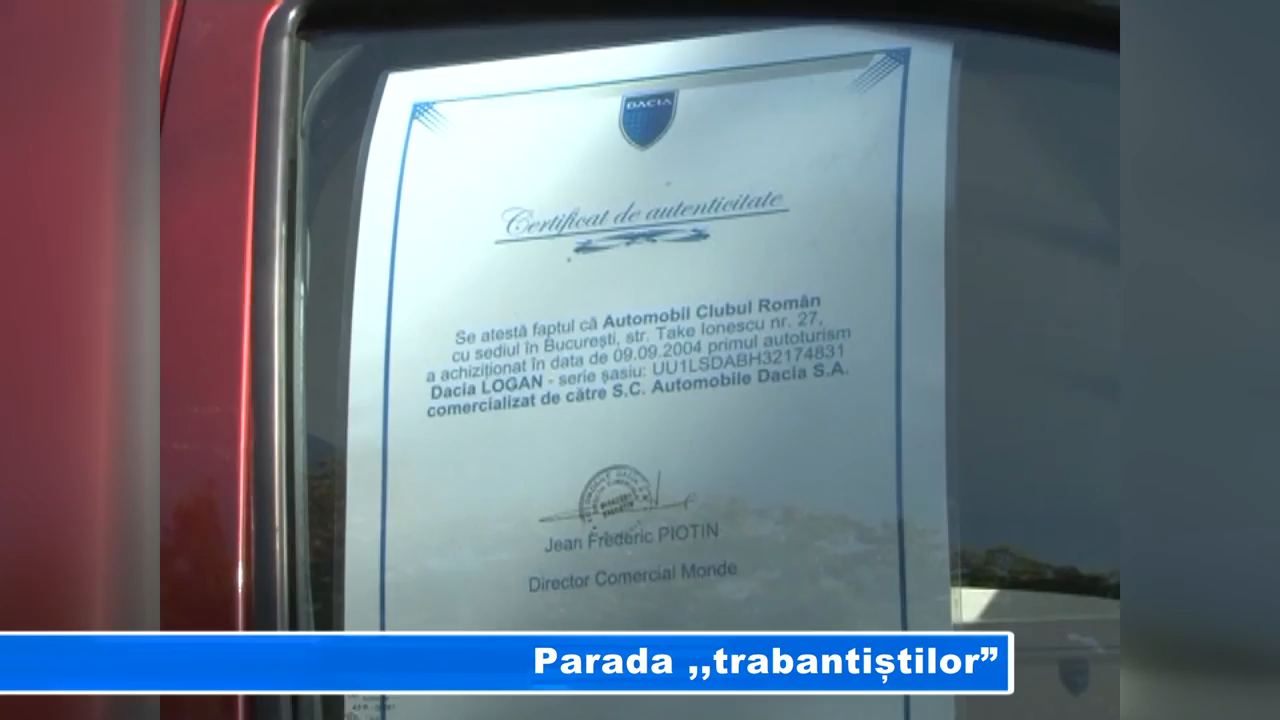 DACIA
Certificat de autenticitate
Se atestă faptul că Automobil Clubul Român
cu sediul în București, str. Take Ionescu nr. 27,
a achiziționat în data de 09.09.2004 primul autoturism
Dacia LOGAN - serie șasiu: UU1LSDABH32174831
comercializat de către S.C. Automobile Dacia S.A.
Jean Frederic PIOTIN
Director Comercial Monde
Parada ,,trabantiștilor”